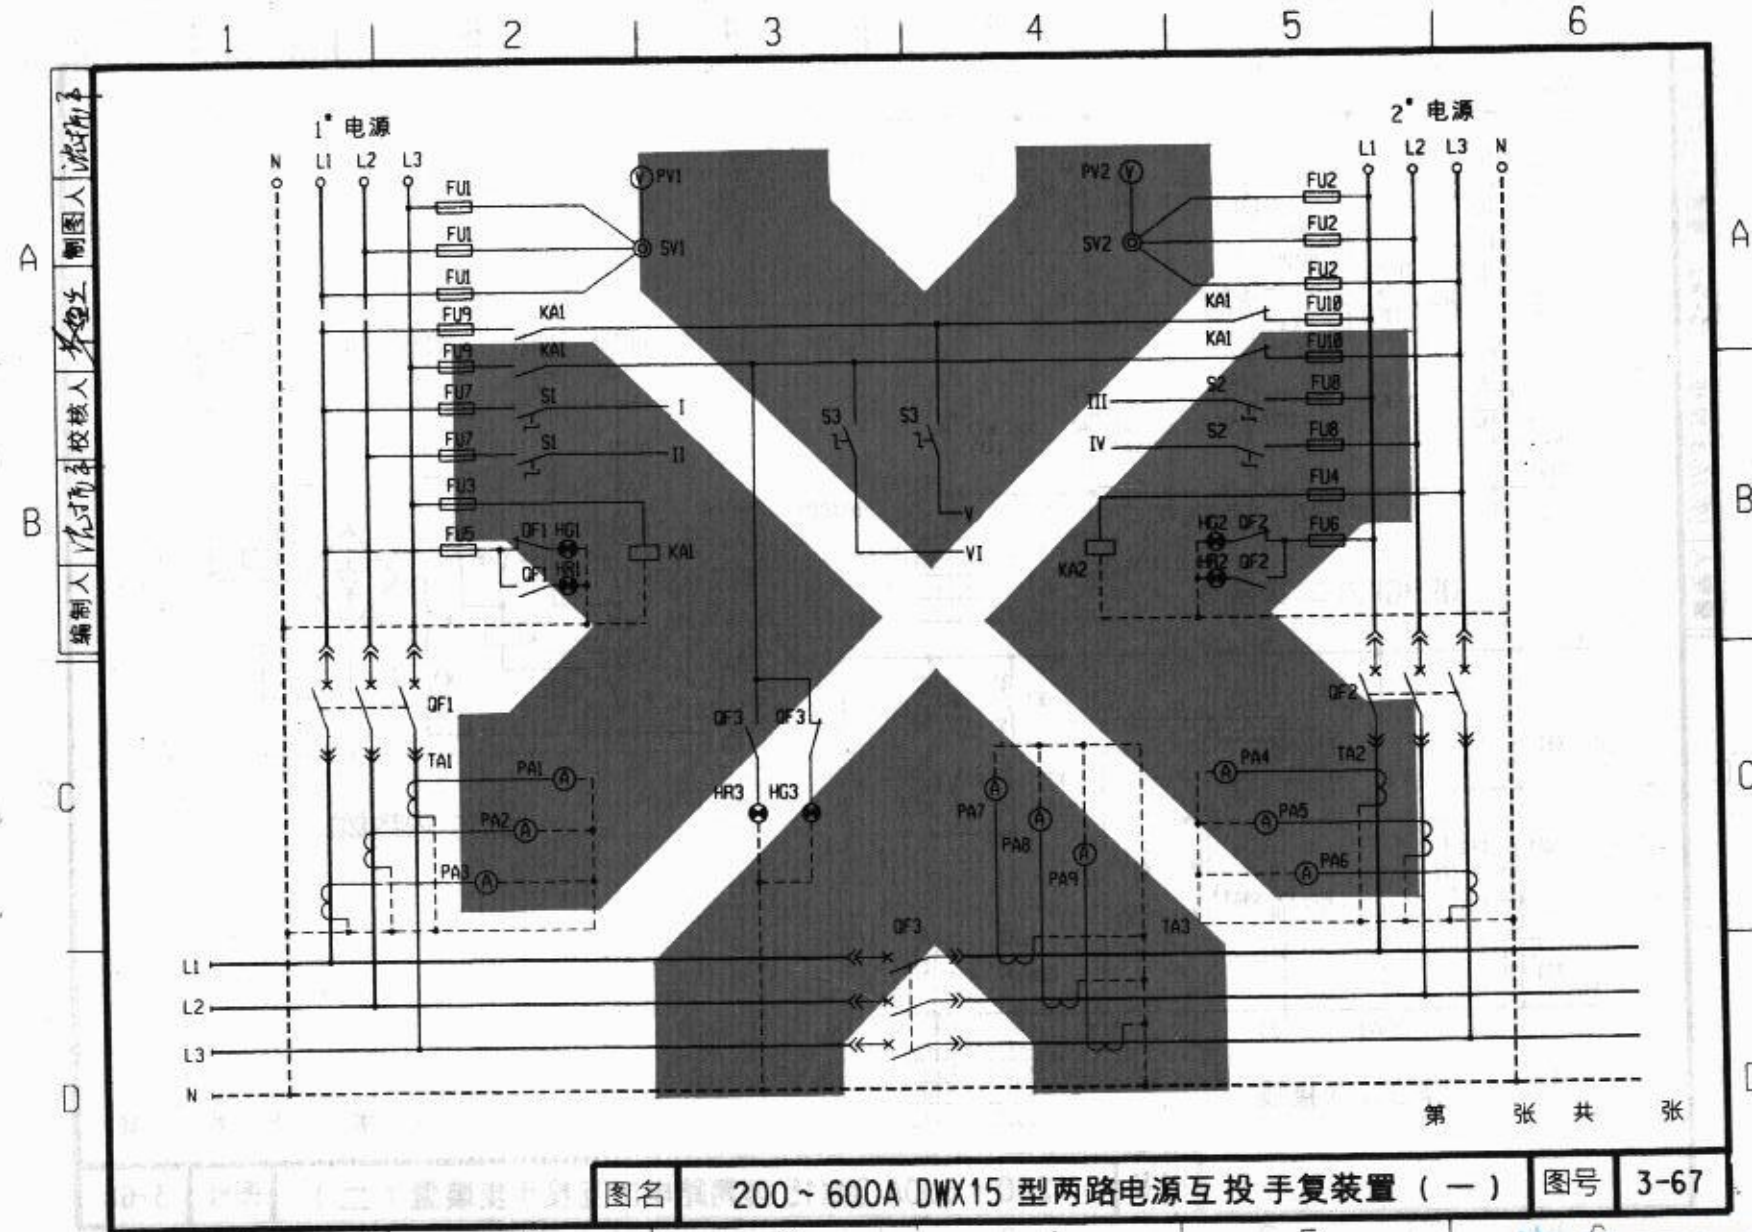 1 2 3 4 5 6
A A
B B
C C
D
制图人
校核人
编制人
1# 电源
2# 电源
N L1 L2 L3
L1 L2 L3 N
FU1
FU1
FU1
FU9
FU9
FU7
FU7
FU3
FU5
KA1
KA1
S1
S1
I
II
QF1 HG1
QF1 HR1
KA1
PV1
SV1
PV2
SV2
FU2
FU2
FU2
FU10
FU10
FU8
FU8
FU4
FU6
KA1
KA1
S2
S2
III
IV
S3 S3
V
VI
HG2 QF2
HR2 QF2
KA2
QF1
TA1
PA1
PA2
PA3
QF3 QF3
HR3 HG3
PA7
PA8
PA9
QF2
TA2
PA4
PA5
PA6
QF3
TA3
L1
L2
L3
N
第 张 共 张
图名 200~600A DWX15 型两路电源互投手复装置(一) 图号 3-67